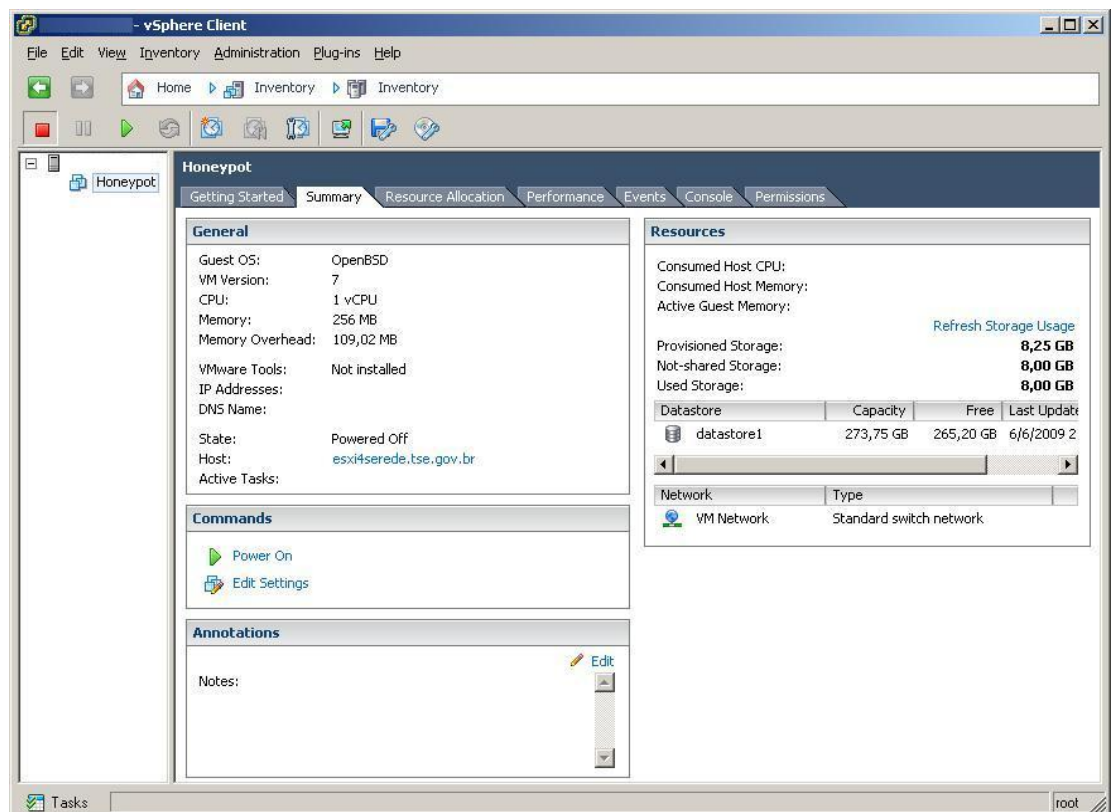 - vSphere Client
File Edit View Inventory Administration Plug-ins Help
Home Inventory Inventory
Honeypot
Honeypot
Getting Started Summary Resource Allocation Performance Events Console Permissions
General
Guest OS: OpenBSD
VM Version: 7
CPU: 1 vCPU
Memory: 256 MB
Memory Overhead: 109,02 MB
VMware Tools: Not installed
IP Addresses:
DNS Name:
State: Powered Off
Host: esxi4serede.tse.gov.br
Active Tasks:
Commands
Power On
Edit Settings
Annotations
Edit
Notes:
Resources
Consumed Host CPU:
Consumed Host Memory:
Active Guest Memory:
Refresh Storage Usage
Provisioned Storage: 8,25 GB
Not-shared Storage: 8,00 GB
Used Storage: 8,00 GB
Datastore Capacity Free Last Update
datastore1 273,75 GB 265,20 GB 6/6/2009 2
Network Type
VM Network Standard switch network
Tasks root